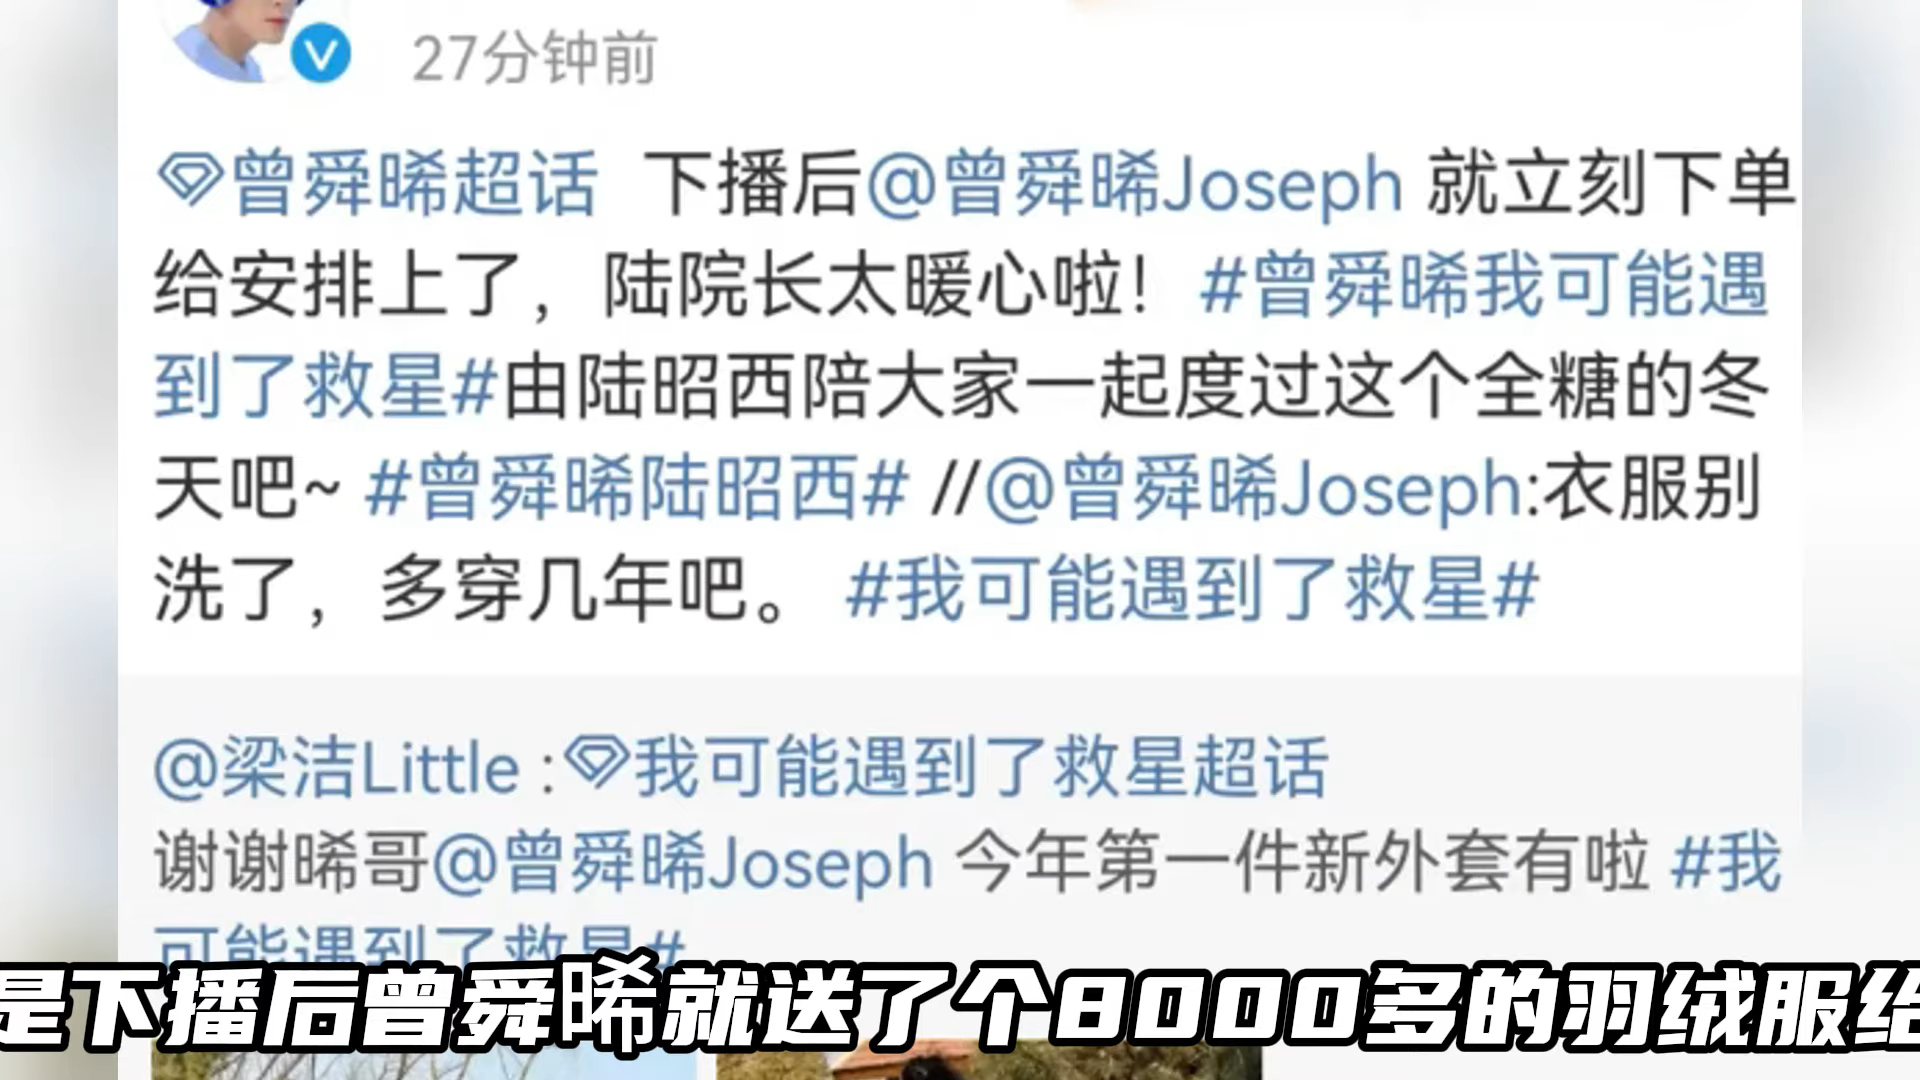 27分钟前
曾舜晞超话 下播后@曾舜晞Joseph 就立刻下单
给安排上了，陆院长太暖心啦！#曾舜晞我可能遇
到了救星#由陆昭西陪大家一起度过这个全糖的冬
天吧~ #曾舜晞陆昭西# //@曾舜晞Joseph:衣服别
洗了，多穿几年吧。 #我可能遇到了救星#
@梁洁Little :我可能遇到了救星超话
谢谢晞哥@曾舜晞Joseph 今年第一件新外套有啦 #我
可能遇到了救星#
是下播后曾舜晞就送了个8000多的羽绒服给